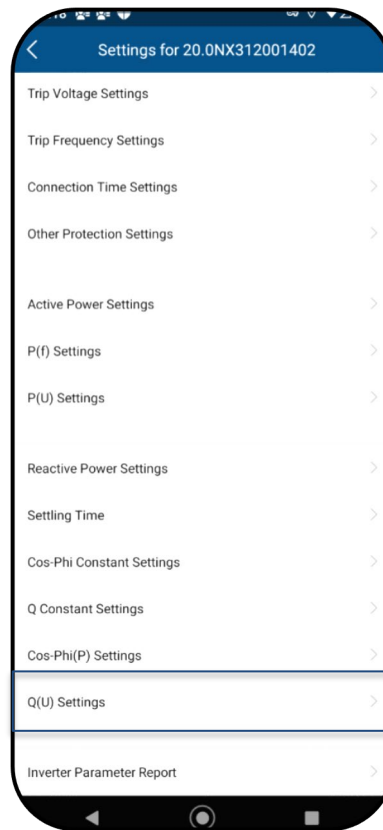 Settings for 20.0NX312001402
Trip Voltage Settings
Trip Frequency Settings
Connection Time Settings
Other Protection Settings
Active Power Settings
P(f) Settings
P(U) Settings
Reactive Power Settings
Settling Time
Cos-Phi Constant Settings
Q Constant Settings
Cos-Phi(P) Settings
Q(U) Settings
Inverter Parameter Report